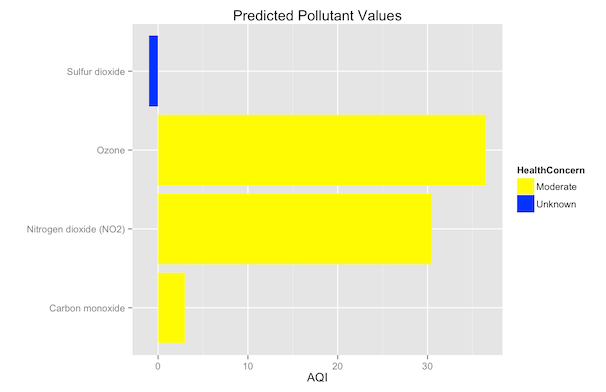 Predicted Pollutant Values
Sulfur dioxide
Ozone
Nitrogen dioxide (NO2)
Carbon monoxide
0 10 20 30
AQI
HealthConcern
Moderate
Unknown